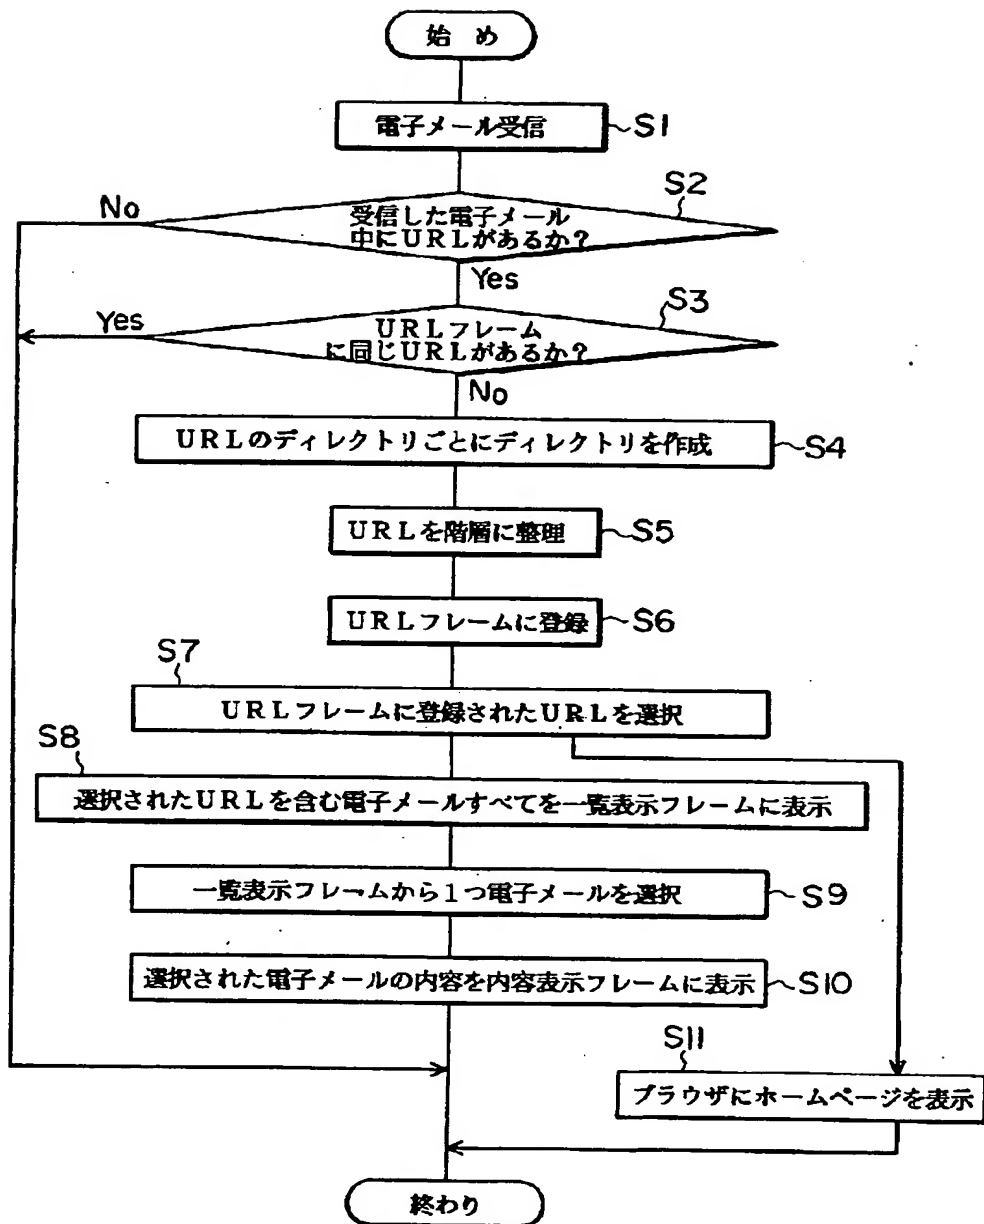 始め
電子メール受信
S1
S2
No
受信した電子メール
中にURLがあるか?
Yes
S3
Yes
URLフレーム
に同じURLがあるか?
No
URLのディレクトリごとにディレクトリを作成
S4
URLを階層に整理
S5
URLフレームに登録
S6
S7
URLフレームに登録されたURLを選択
S8
選択されたURLを含む電子メールすべてを一覧表示フレームに表示
一覧表示フレームから1つ電子メールを選択
S9
選択された電子メールの内容を内容表示フレームに表示
S10
S11
ブラウザにホームページを表示
終わり